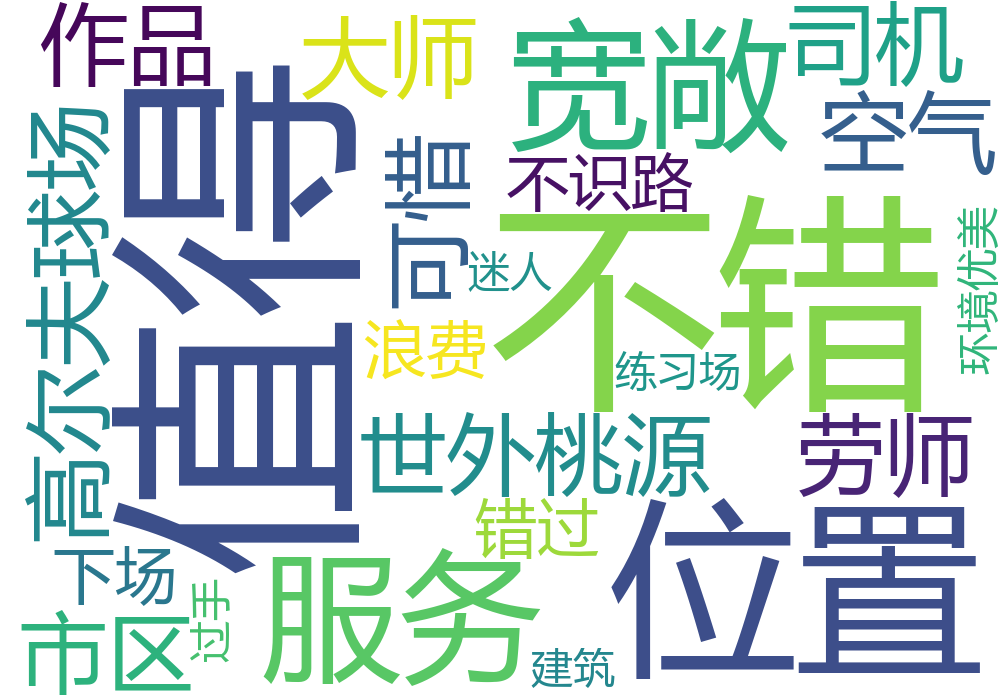 作品
大师
宽敞
司机
空气
值得
高尔夫球场
可惜
不识路
不错
迷人
环境优美
浪费
练习场
世外桃源
劳师
错过
位置
下场
服务
过手
市区
建筑